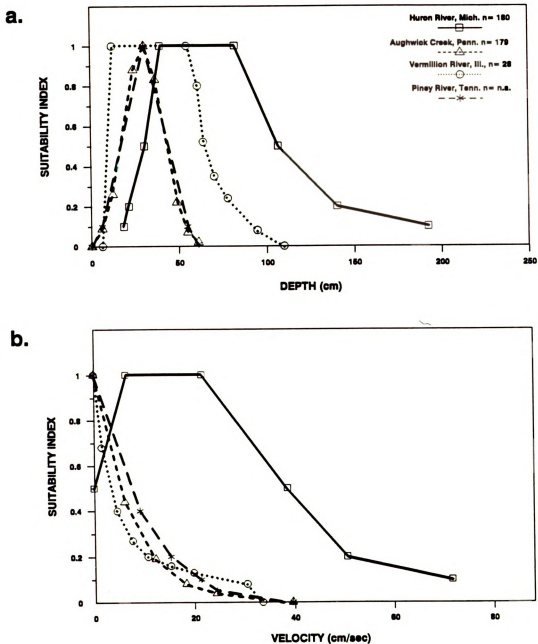 a.
Huron River, Mich. n= 180
Aughwick Creek, Penn. n= 179
Vermillion River, Ill., n= 28
Piney River, Tenn. n= n.a.
SUITABILITY INDEX
1
0.8
0.6
0.4
0.2
0
0 50 100 150 200 250
DEPTH (cm)
b.
SUITABILITY INDEX
1
0.8
0.6
0.4
0.2
0
0 20 40 60 80
VELOCITY (cm/sec)